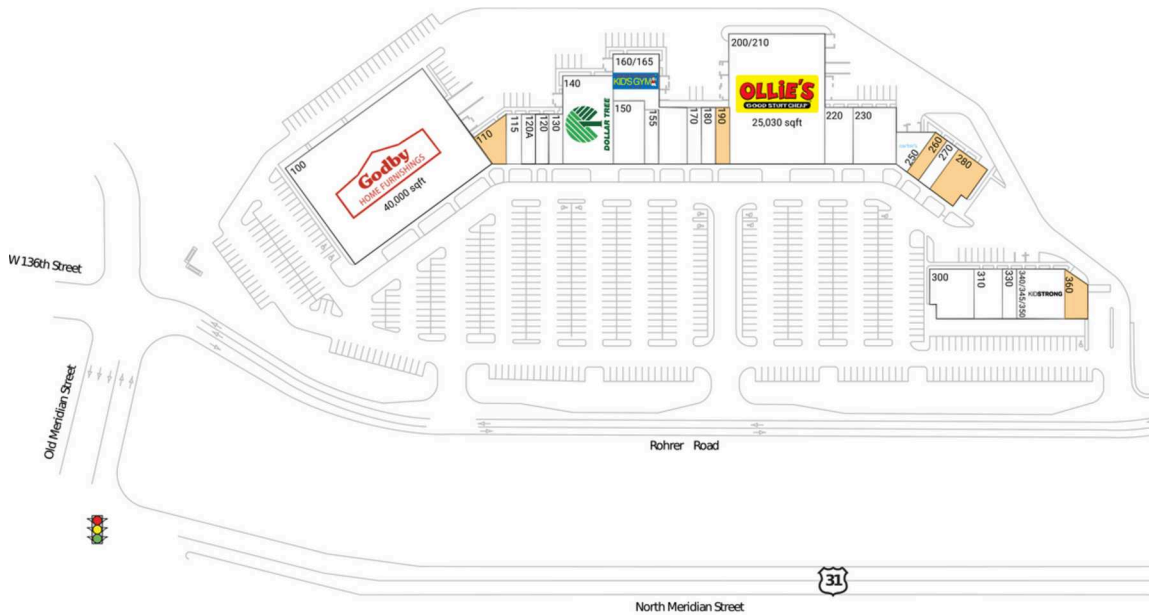 200/210
OLLIE'S
GOOD STUFF CHEAP
25,030 sqft
160/165
KID'S GYM
140
DOLLAR TREE
150
155
170
180
190
220
230
100
Godby
HOME FURNISHINGS
40,000 sqft
110
115
120A
120
130
250
260
270
280
300
310
330
340/345/350
KIDSTRONG
360
W 136th Street
Old Meridian Street
Rohrer Road
31
North Meridian Street